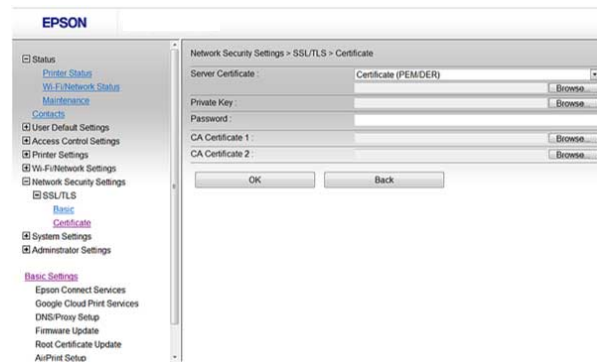 EPSON
Status
Printer Status
Wi-Fi/Network Status
Maintenance
Contacts
User Default Settings
Access Control Settings
Printer Settings
Wi-Fi/Network Settings
Network Security Settings
SSL/TLS
Basic
Certificate
System Settings
Adminstrator Settings
Basic Settings
Epson Connect Services
Google Cloud Print Services
DNS/Proxy Setup
Firmware Update
Root Certificate Update
AirPrint Setup
Network Security Settings > SSL/TLS > Certificate
Server Certificate : Certificate (PEM/DER)
Browse...
Private Key : Browse...
Password :
CA Certificate 1 : Browse...
CA Certificate 2 : Browse...
OK Back